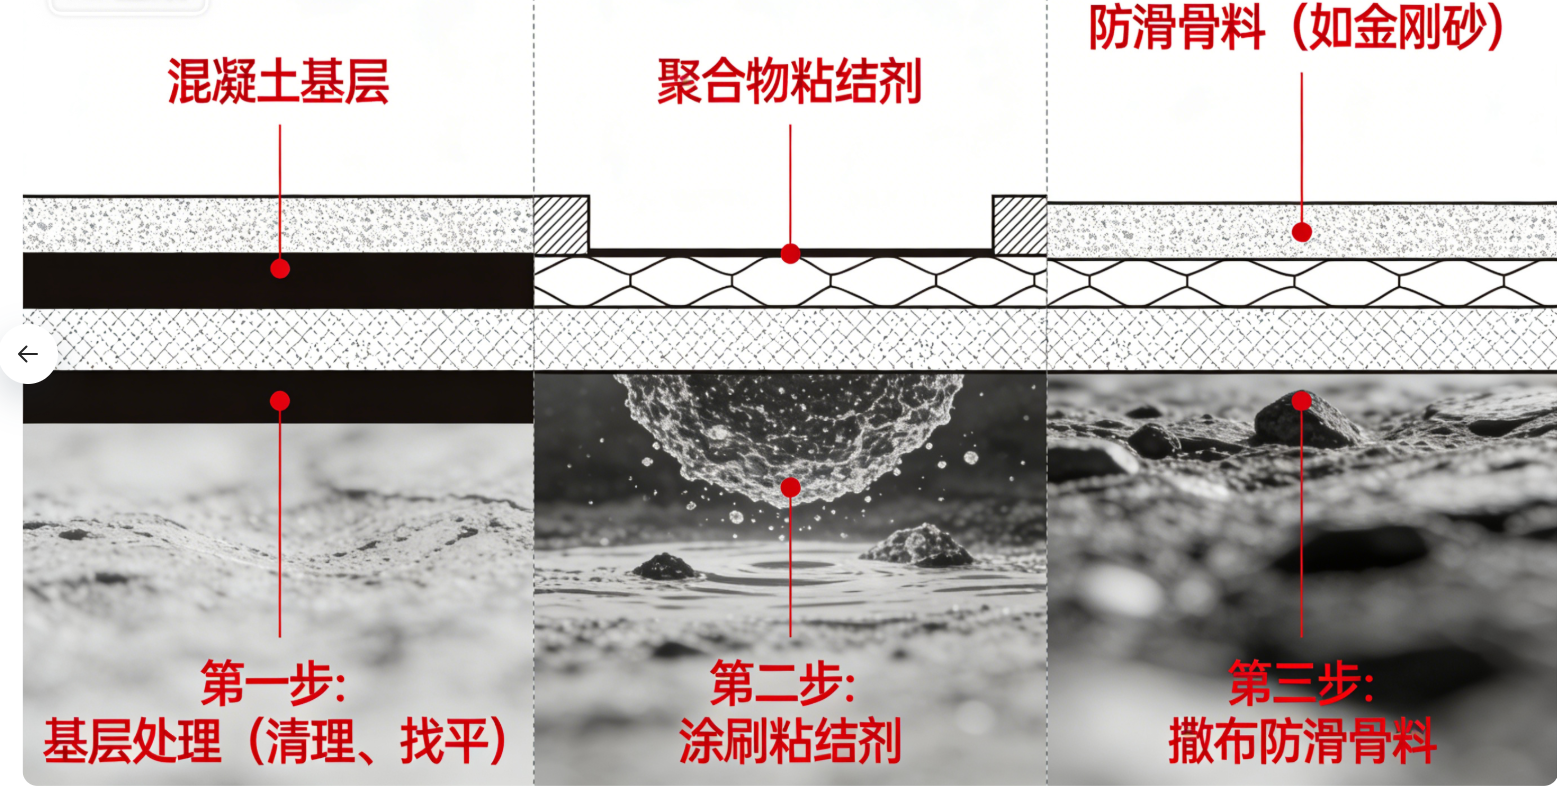 混凝土基层
聚合物粘结剂
防滑骨料（如金刚砂）
第一步:
基层处理（清理、找平）
第二步:
涂刷粘结剂
第三步:
撒布防滑骨料